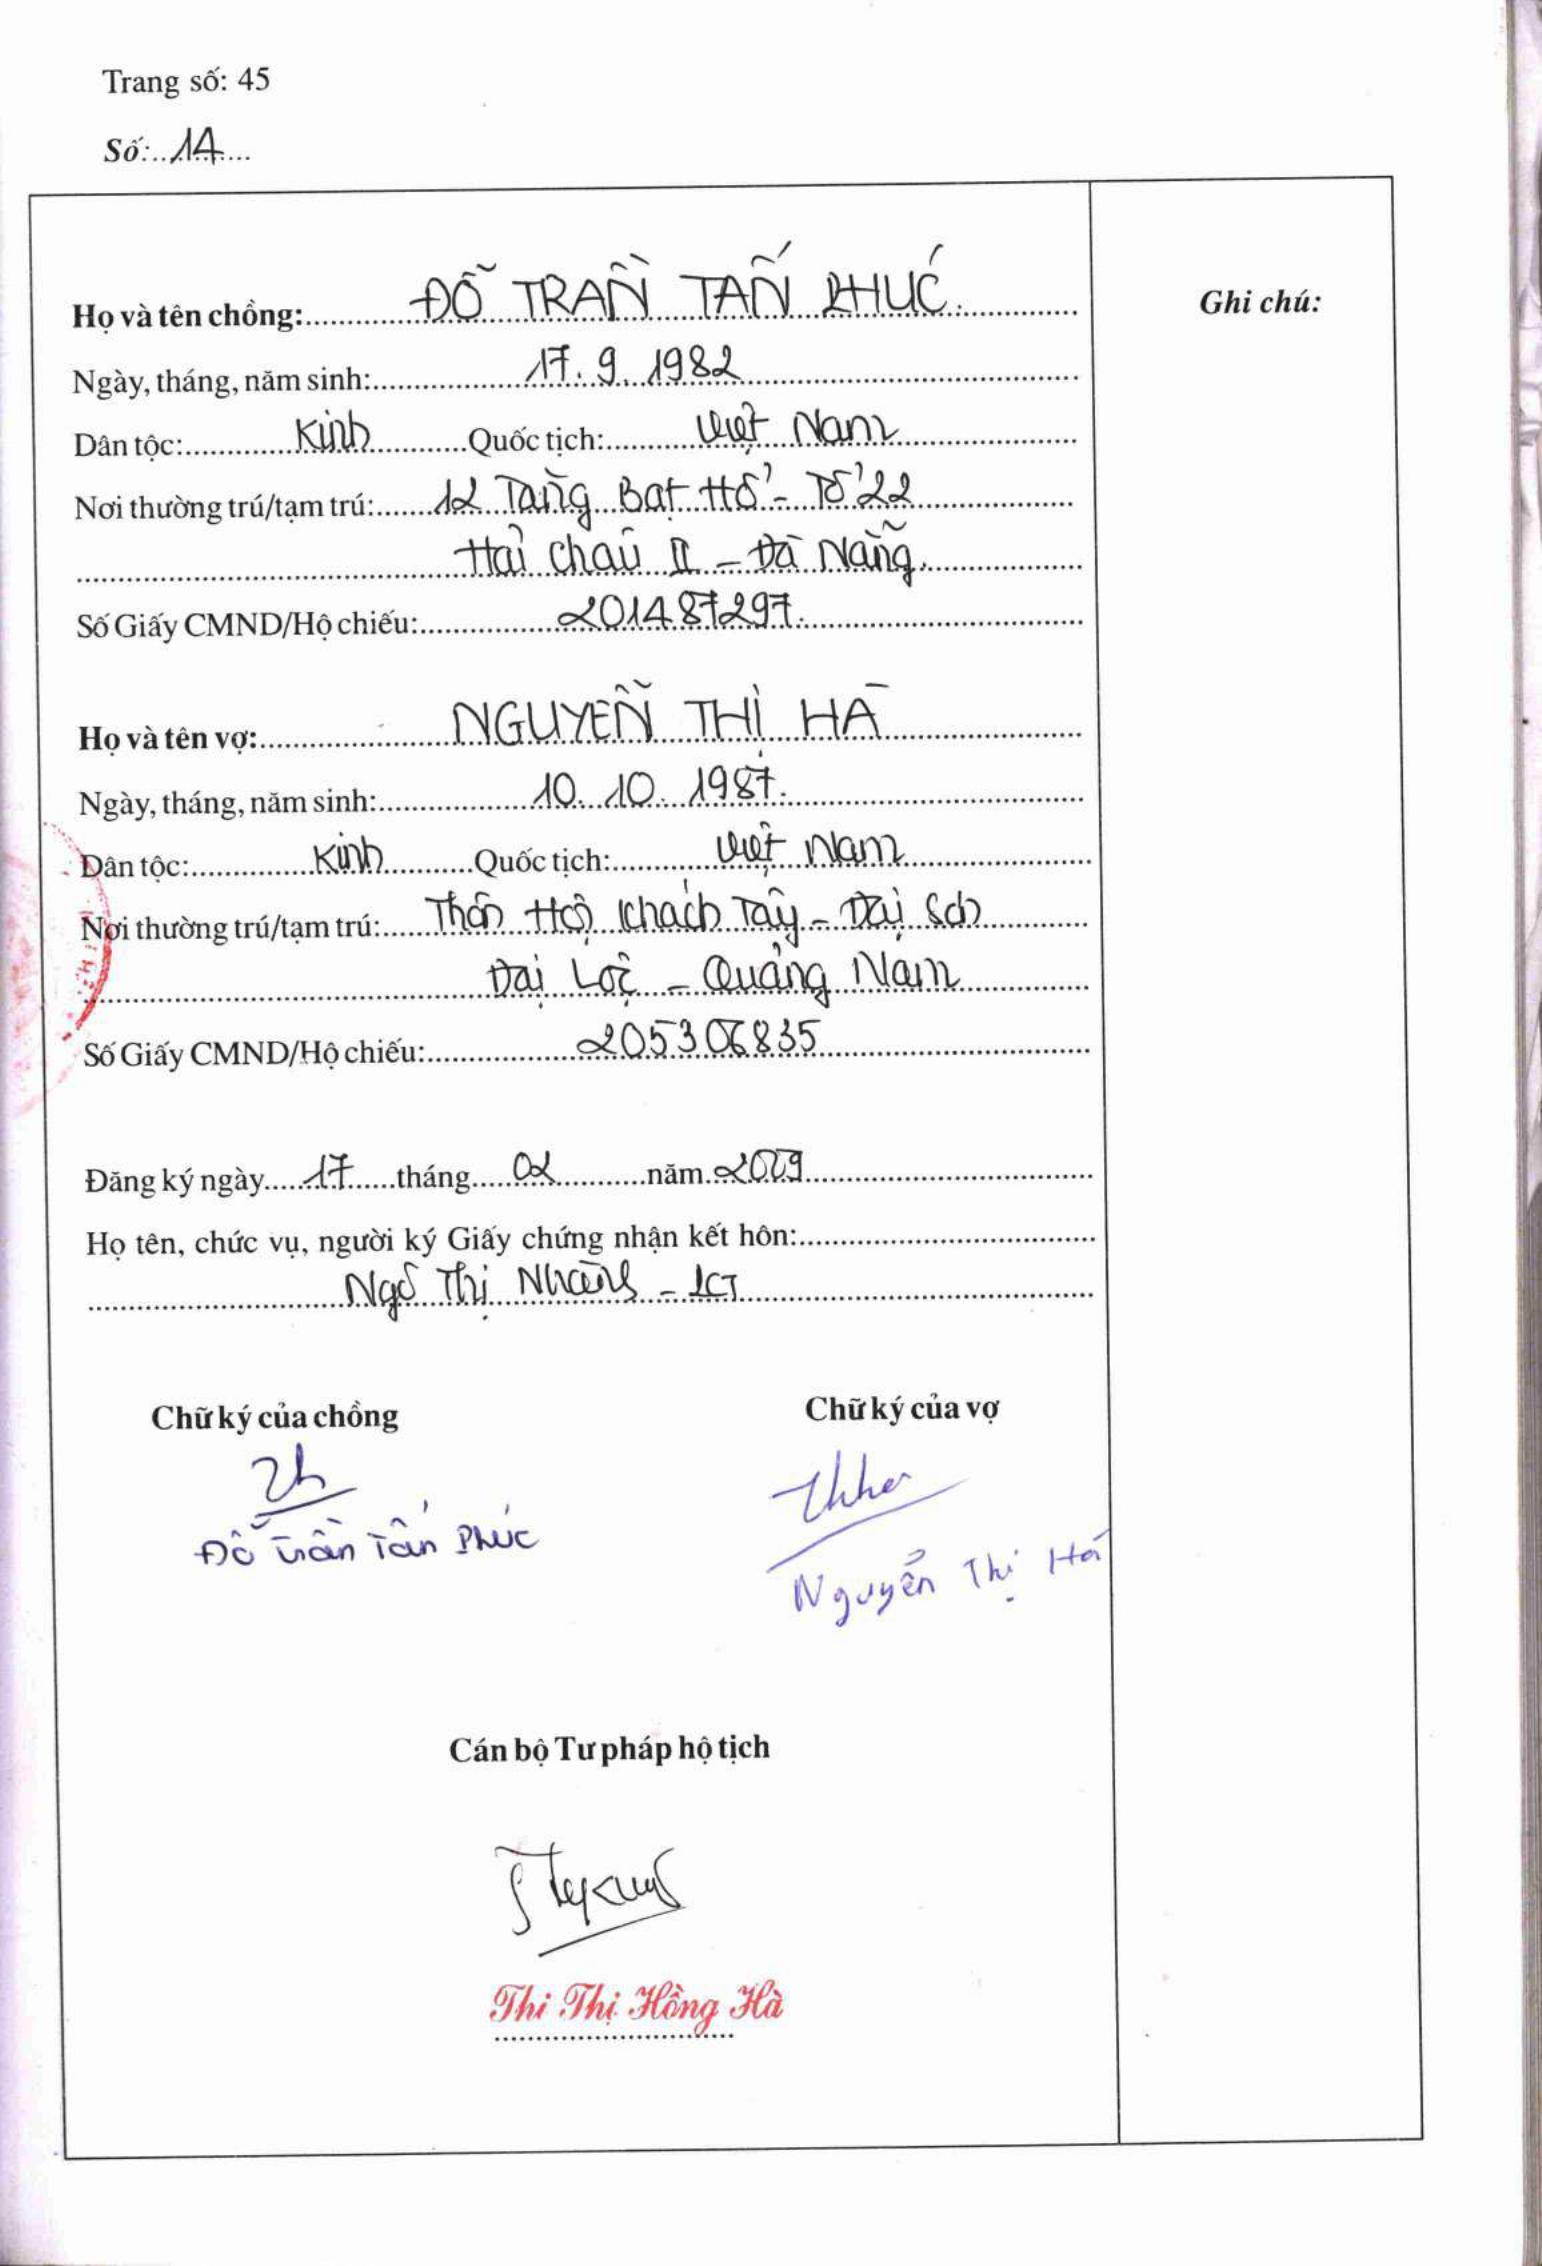 Trang số: 45
Số: 14
Họ và tên chồng: ĐỖ TRẦN TẤN PHÚC
Ghi chú:
Ngày, tháng, năm sinh: 17.9.1982
Dân tộc: Kinh Quốc tịch: Việt Nam
Nơi thường trú/tạm trú: 12 Tăng Bạt Hổ - Tổ 22
Hải Châu II - Đà Nẵng.
Số Giấy CMND/Hộ chiếu: 201487297.
Họ và tên vợ: NGUYỄN THỊ HÀ
Ngày, tháng, năm sinh: 10.10.1987.
Dân tộc: Kinh Quốc tịch: Việt Nam
Nơi thường trú/tạm trú: Thôn Hội Khách Tây - Đại Sơn
Đại Lộc - Quảng Nam
Số Giấy CMND/Hộ chiếu: 205306835
Đăng ký ngày 17 tháng 02 năm 2009
Họ tên, chức vụ, người ký Giấy chứng nhận kết hôn:
Ngô Thị - CT
Chữ ký của chồng
Chữ ký của vợ
Đỗ Trần Tấn Phúc
Nguyễn Thị Hà
Cán bộ Tư pháp hộ tịch
Thi Thị Hồng Hà